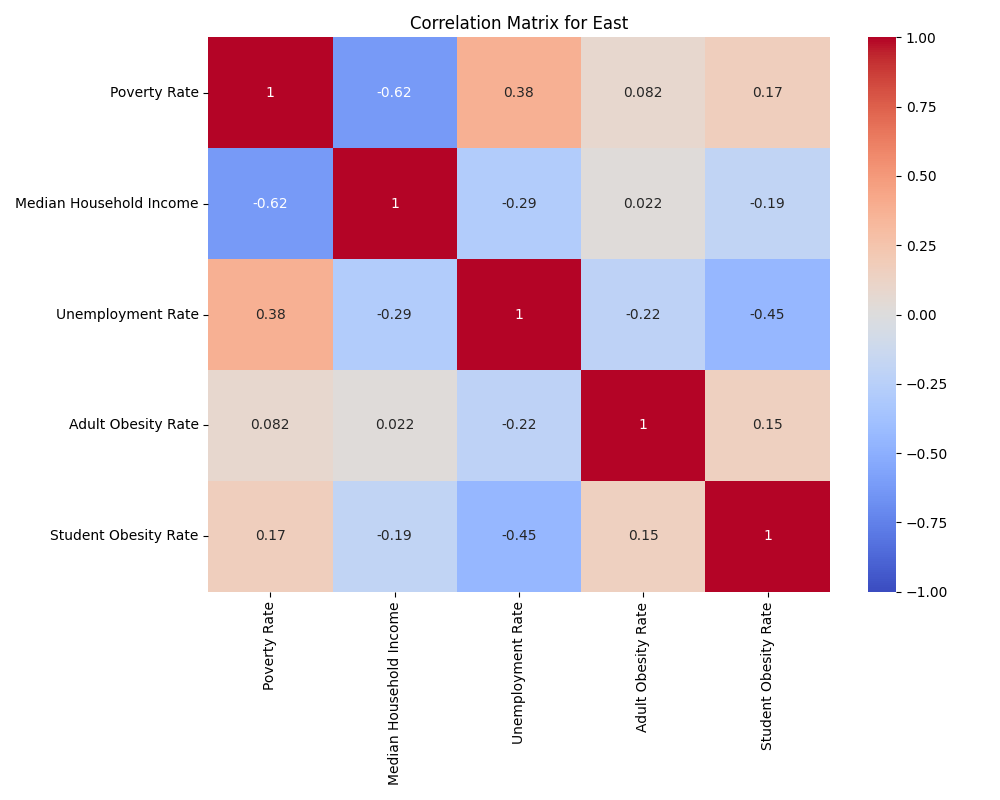 Correlation Matrix for East
Poverty Rate 1 -0.62 0.38 0.082 0.17
Median Household Income -0.62 1 -0.29 0.022 -0.19
Unemployment Rate 0.38 -0.29 1 -0.22 -0.45
Adult Obesity Rate 0.082 0.022 -0.22 1 0.15
Student Obesity Rate 0.17 -0.19 -0.45 0.15 1
Poverty Rate
Median Household Income
Unemployment Rate
Adult Obesity Rate
Student Obesity Rate
1.00
0.75
0.50
0.25
0.00
−0.25
−0.50
−0.75
−1.00